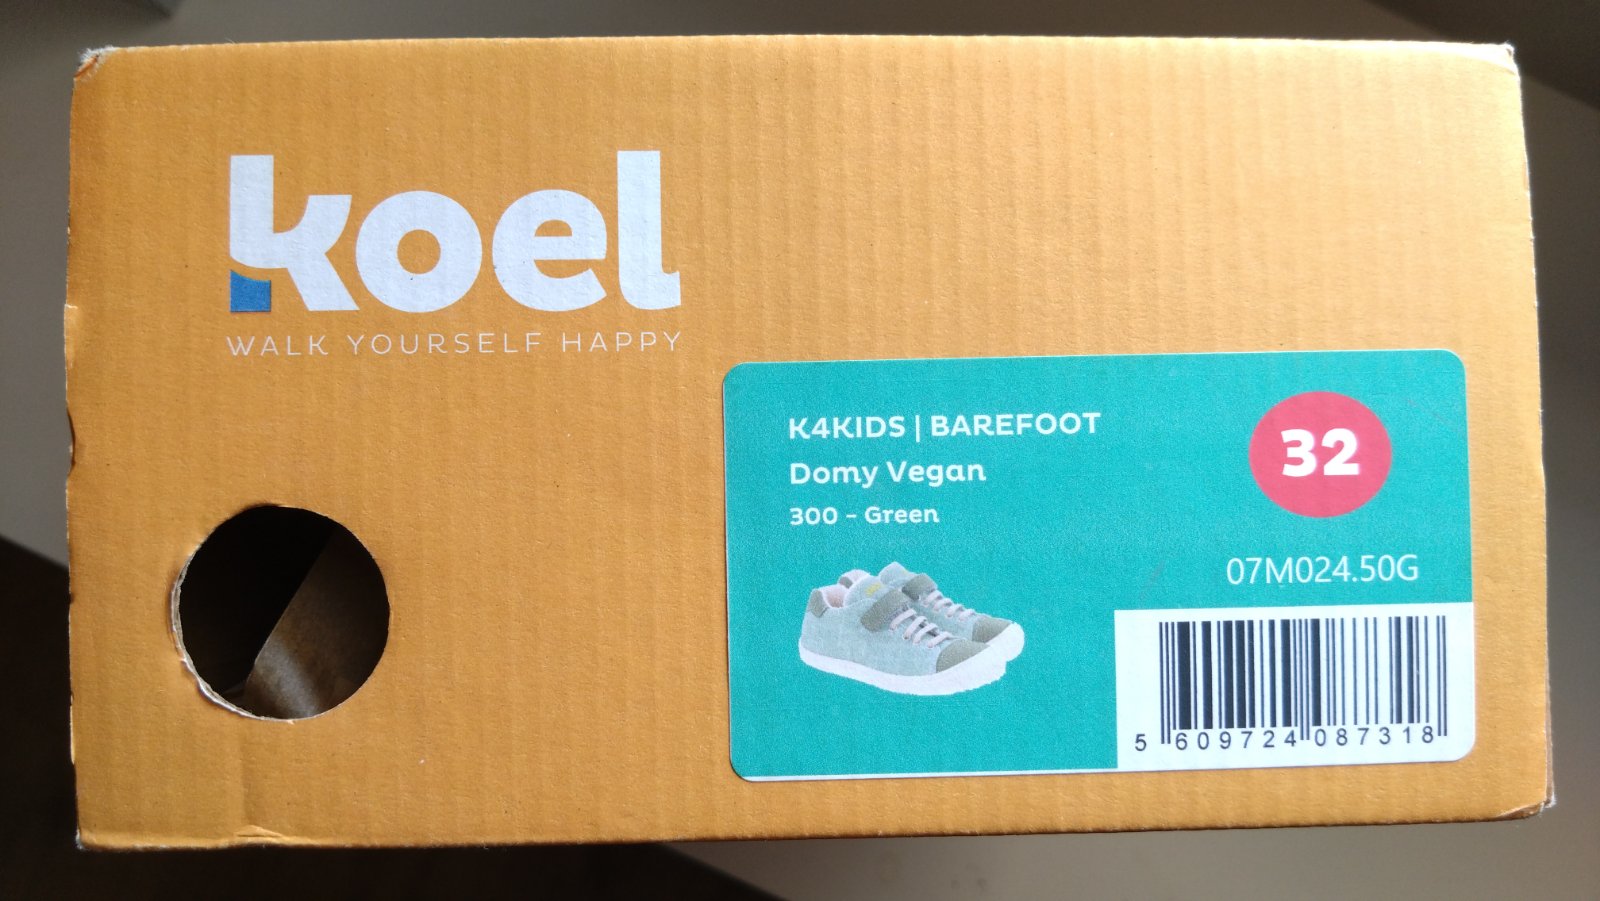 koel
WALK YOURSELF HAPPY
K4KIDS | BAREFOOT
Domy Vegan
300 - Green
32
07M024.50G
5 609724 087318